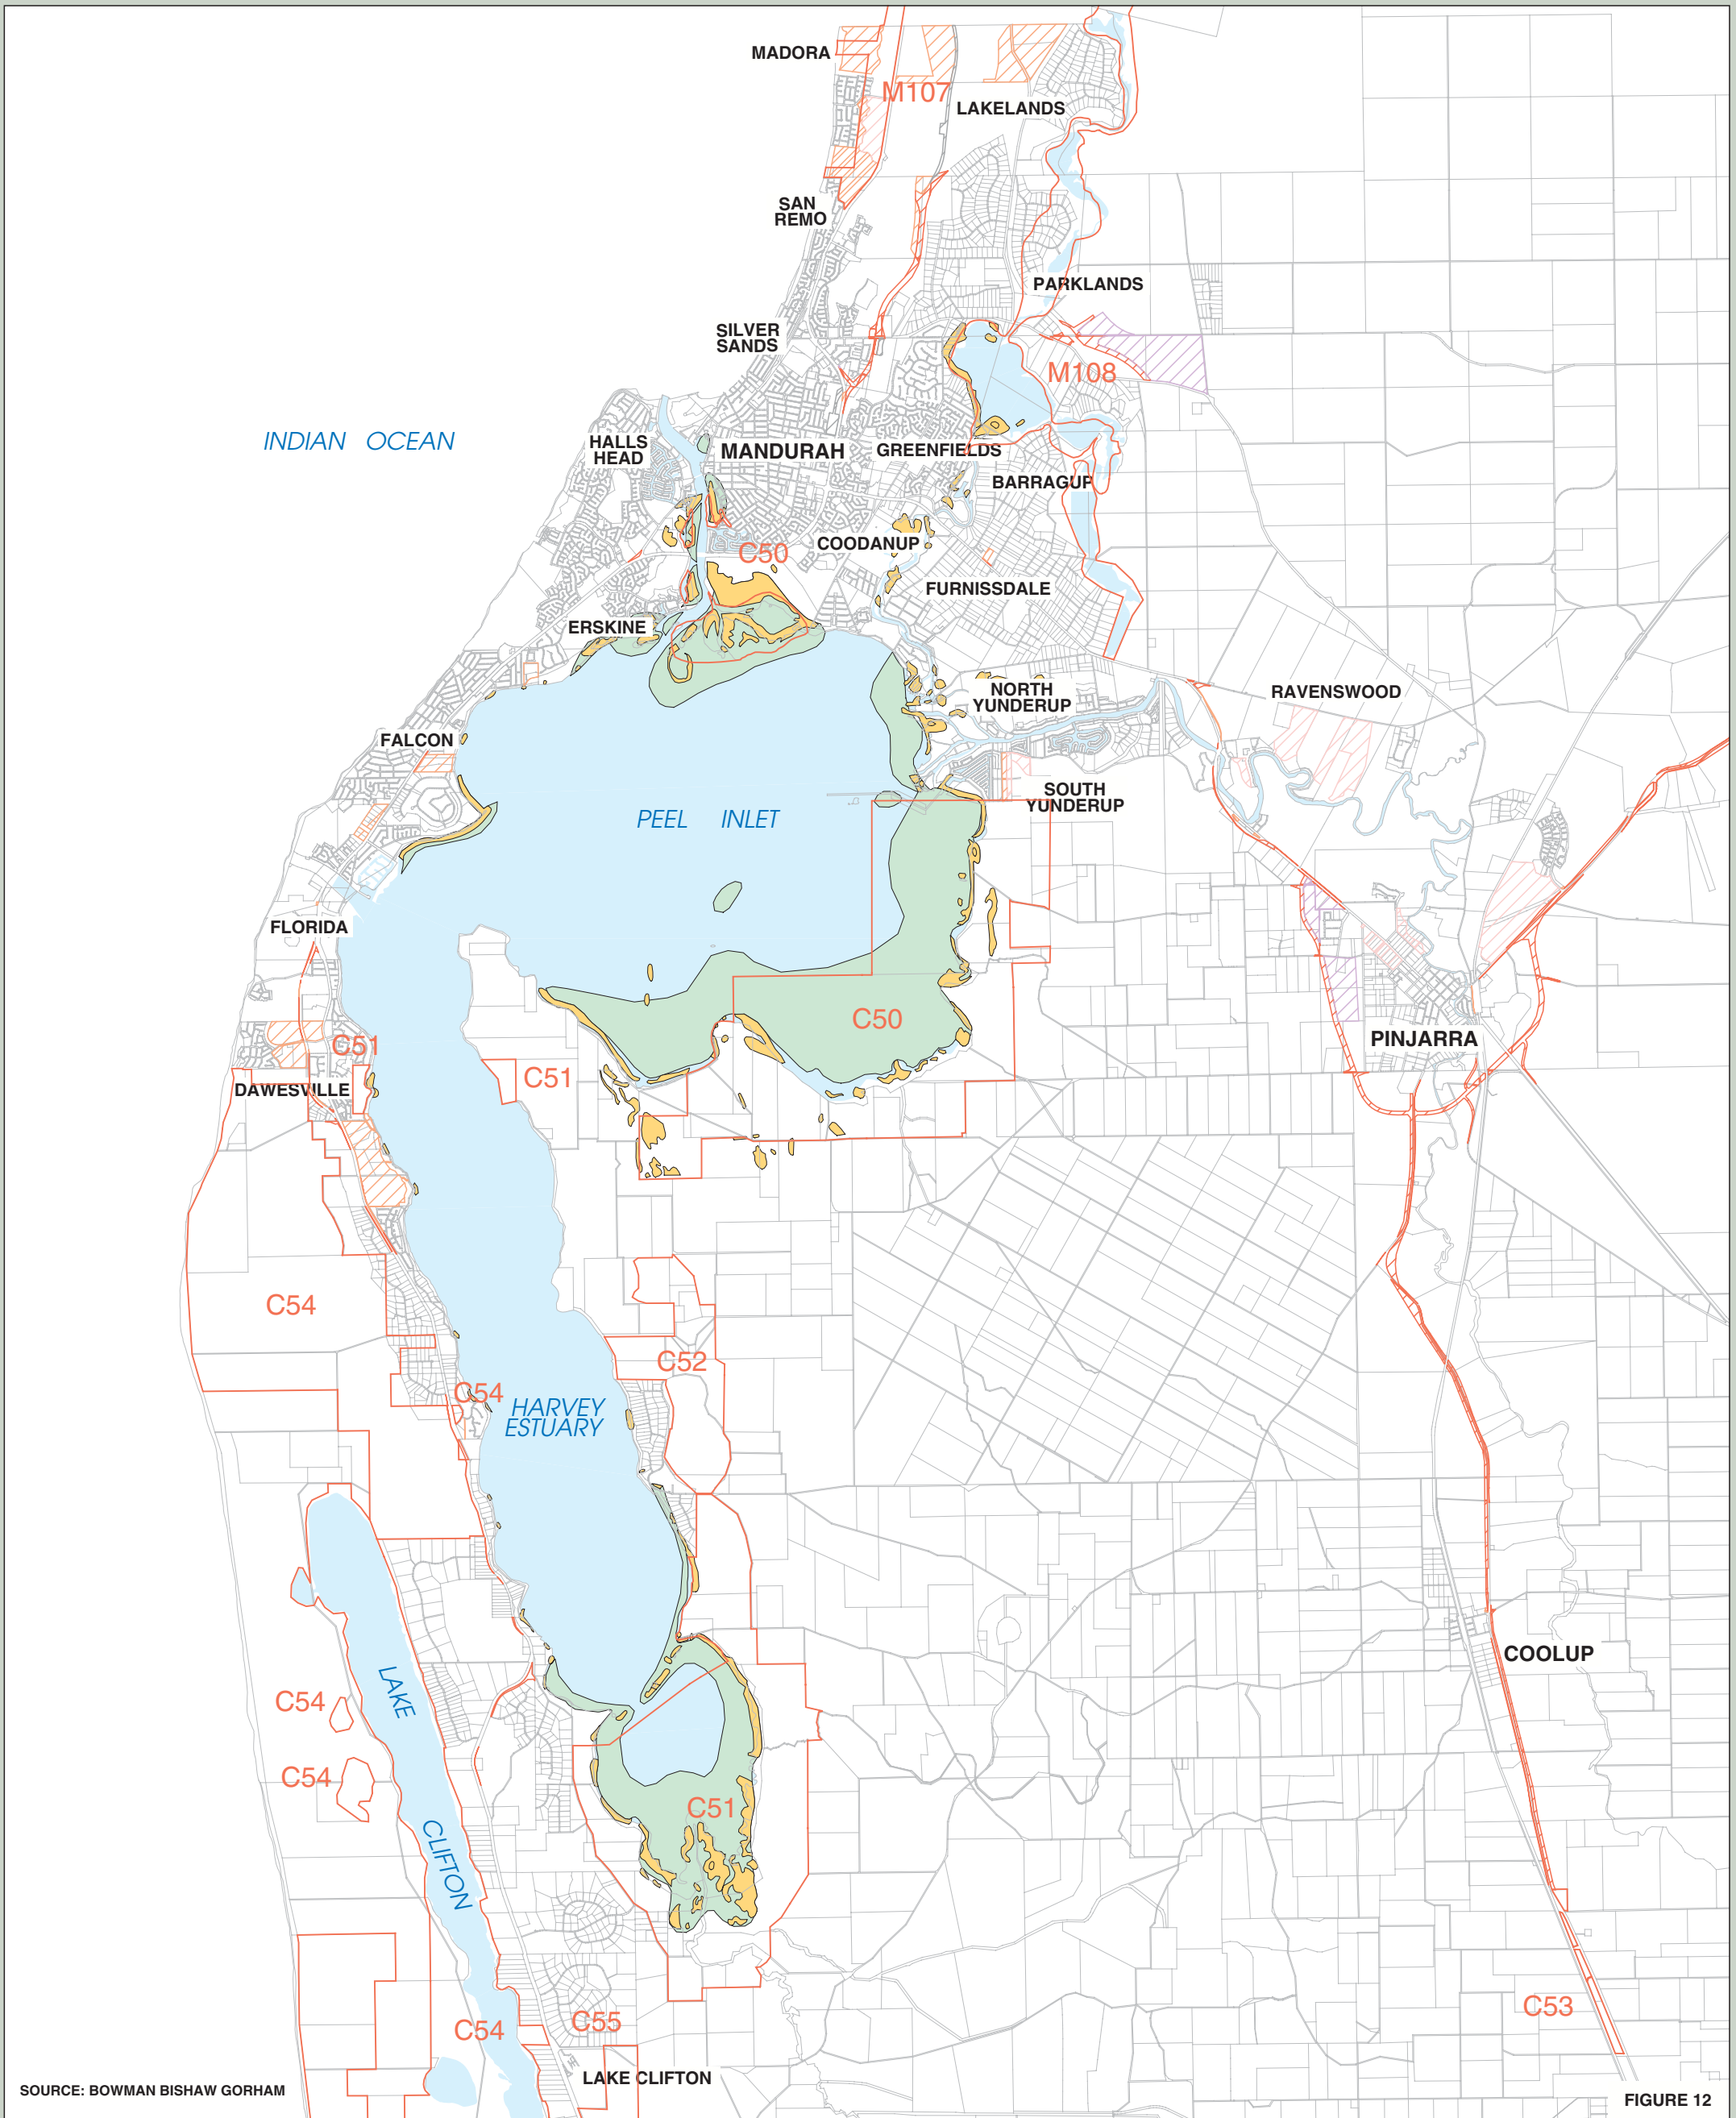 MADORA
M107
LAKELANDS
SAN
REMO
PARKLANDS
SILVER
SANDS
M108
INDIAN OCEAN
HALLS
HEAD
MANDURAH
GREENFIELDS
BARRAGUP
COODANUP
C50
FURNISSDALE
ERSKINE
NORTH
YUNDERUP
RAVENSWOOD
FALCON
SOUTH
YUNDERUP
PEEL INLET
FLORIDA
C50
PINJARRA
C51
C51
DAWESVILLE
C54
C52
C54
HARVEY
ESTUARY
COOLUP
LAKE
C54
C54
C51
CLIFTON
C53
C55
C54
LAKE CLIFTON
SOURCE: BOWMAN BISHAW GORHAM
FIGURE 12